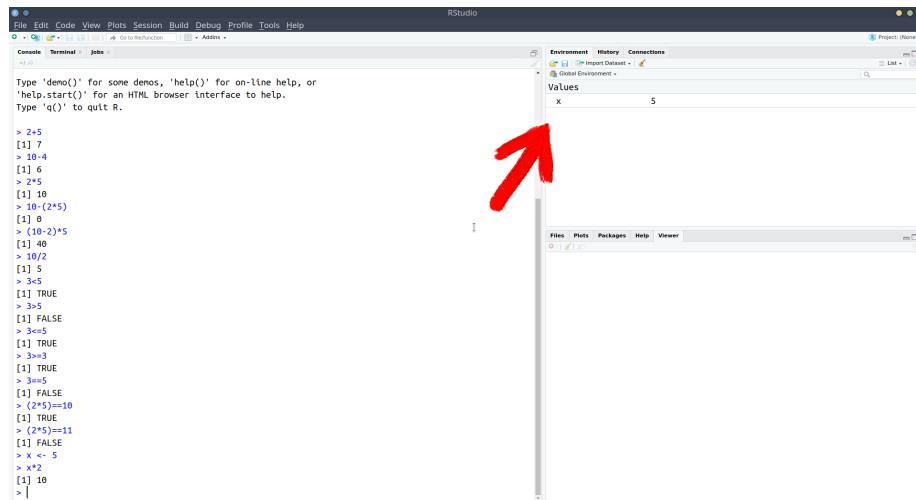 RStudio
File Edit Code View Plots Session Build Debug Profile Tools Help
Go to file/function Addins
Project: (None
Console Terminal Jobs
~/
Type 'demo()' for some demos, 'help()' for on-line help, or
'help.start()' for an HTML browser interface to help.
Type 'q()' to quit R.
> 2+5
[1] 7
> 10-4
[1] 6
> 2*5
[1] 10
> 10-(2*5)
[1] 0
> (10-2)*5
[1] 40
> 10/2
[1] 5
> 3<5
[1] TRUE
> 3>5
[1] FALSE
> 3<=5
[1] TRUE
> 3>=3
[1] TRUE
> 3==5
[1] FALSE
> (2*5)==10
[1] TRUE
> (2*5)==11
[1] FALSE
> x <- 5
> x*2
[1] 10
>
Environment History Connections
Import Dataset List
Global Environment
Values
x 5
Files Plots Packages Help Viewer